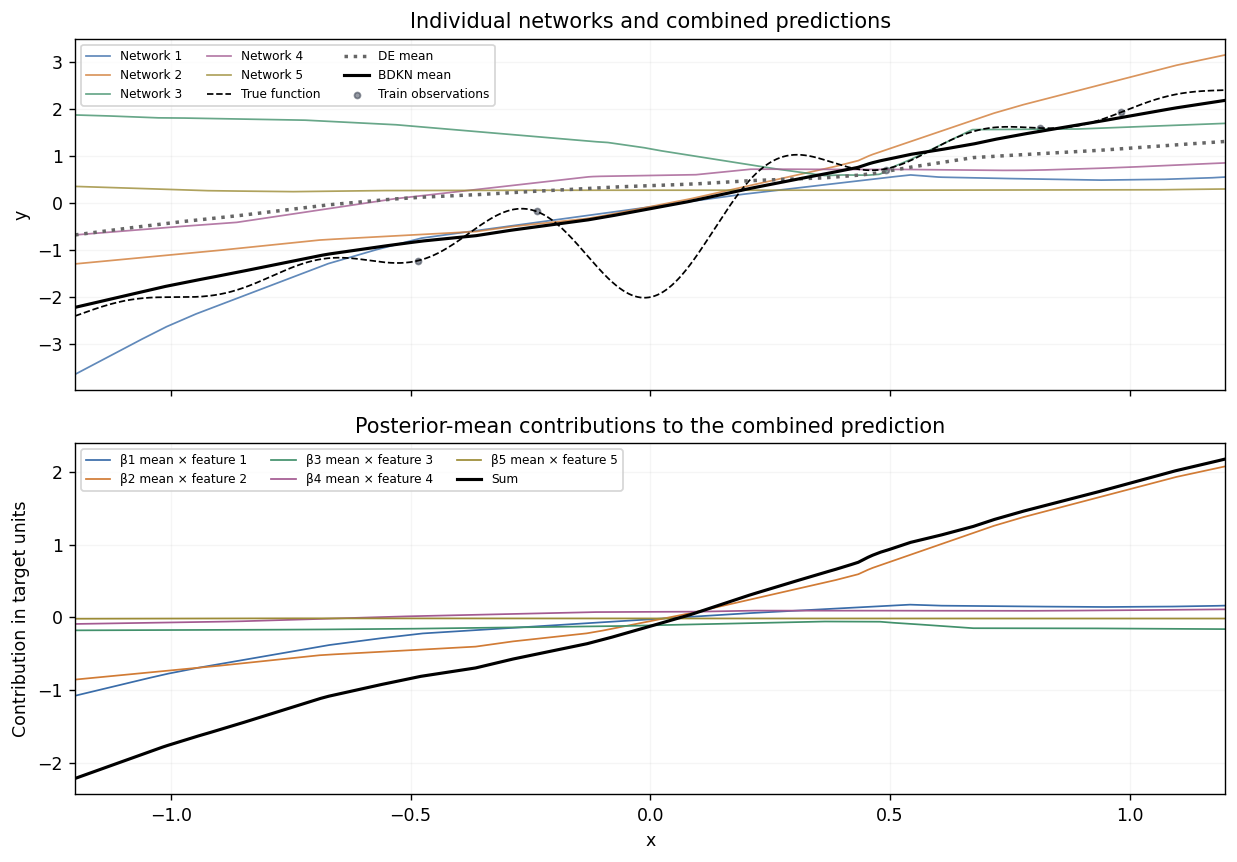 Individual networks and combined predictions
Network 1 Network 4 DE mean
Network 2 Network 5 BDKN mean
Network 3 True function Train observations
3
2
1
0
−1
−2
−3
y
Posterior-mean contributions to the combined prediction
β1 mean × feature 1 β3 mean × feature 3 β5 mean × feature 5
β2 mean × feature 2 β4 mean × feature 4 Sum
2
1
0
−1
−2
Contribution in target units
−1.0 −0.5 0.0 0.5 1.0
x